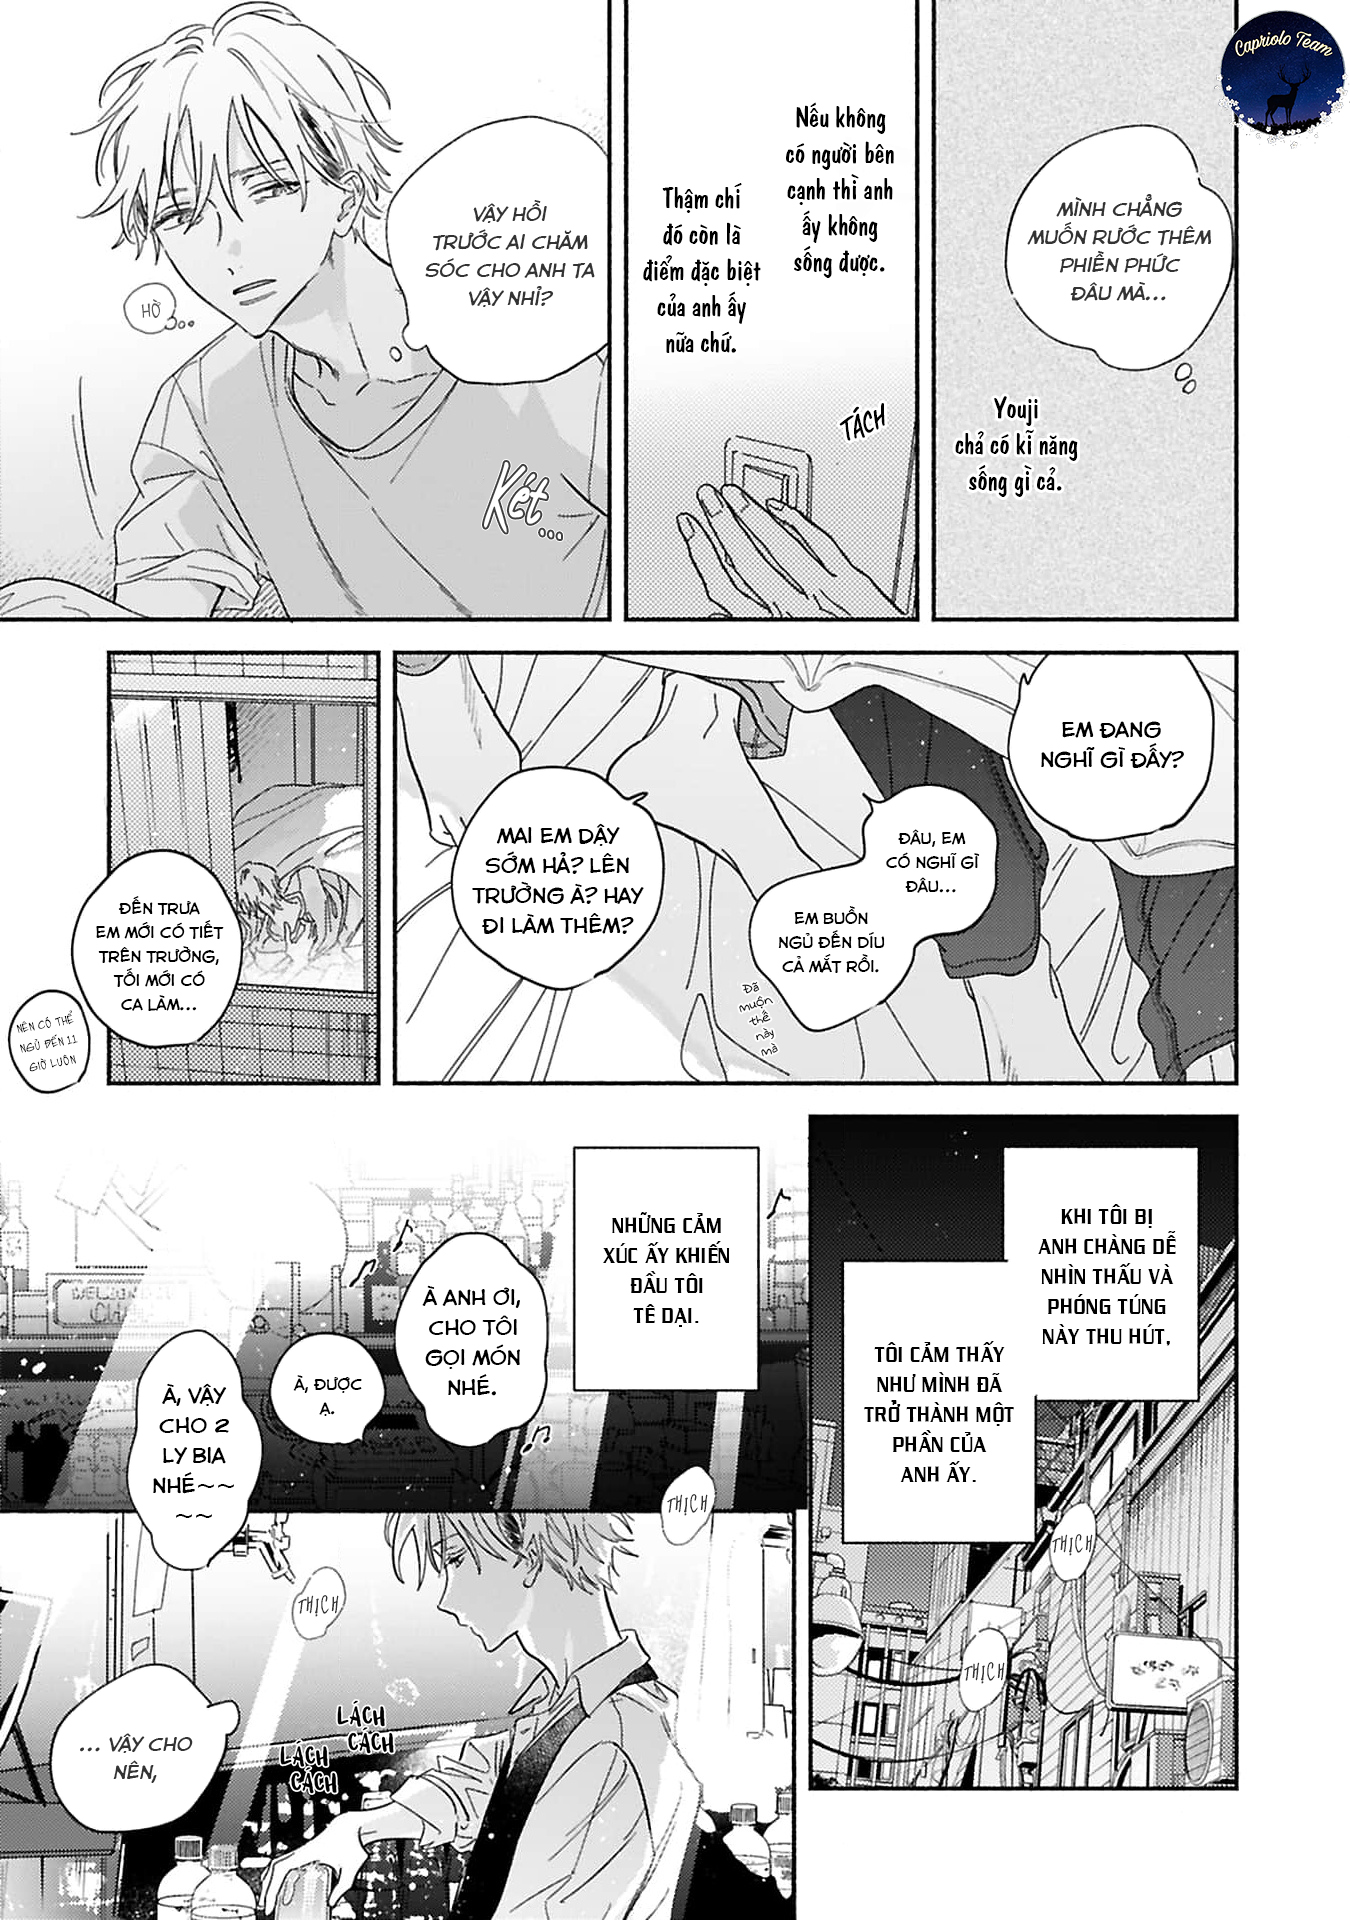 Capriolo Team
MÌNH CHẲNG
MUỐN RƯỚC THÊM
PHIỀN PHỨC
ĐÂU MÀ...
Youji
chả có kĩ năng
sống gì cả.
Nếu không
có người bên
cạnh thì anh
ấy không
sống được.
Thậm chí
đó còn là
điểm đặc biệt
của anh ấy
nữa chứ.
TÁCH
VẬY HỒI
TRƯỚC AI CHĂM
SÓC CHO ANH TA
VẬY NHỈ?
HỜ
Két...
EM ĐANG
NGHĨ GÌ ĐẤY?
ĐÂU, EM
CÓ NGHĨ GÌ
ĐÂU...
EM BUỒN
NGỦ ĐẾN DÍU
CẢ MẮT RỒI.
Đã
muộn
thế
này
mà
MAI EM DẬY
SỚM HẢ? LÊN
TRƯỜNG À? HAY
ĐI LÀM THÊM?
ĐẾN TRƯA
EM MỚI CÓ TIẾT
TRÊN TRƯỜNG,
TỐI MỚI CÓ
CA LÀM...
NÊN CÓ THỂ
NGỦ ĐẾN 11
GIỜ LUÔN
KHI TÔI BỊ
ANH CHÀNG DỄ
NHÌN THẤU VÀ
PHÓNG TÚNG
NÀY THU HÚT,
TÔI CẢM THẤY
NHƯ MÌNH ĐÃ
TRỞ THÀNH MỘT
PHẦN CỦA
ANH ẤY.
THỊCH
THỊCH
NHỮNG CẢM
XÚC ẤY KHIẾN
ĐẦU TÔI
TÊ DẠI.
À ANH ƠI,
CHO TÔI
GỌI MÓN
NHÉ.
À, ĐƯỢC
Ạ.
À, VẬY
CHO 2
LY BIA
NHÉ~~
~~
THỊCH
THỊCH
LÁCH
CÁCH
LÁCH
CÁCH
... VẬY CHO
NÊN,